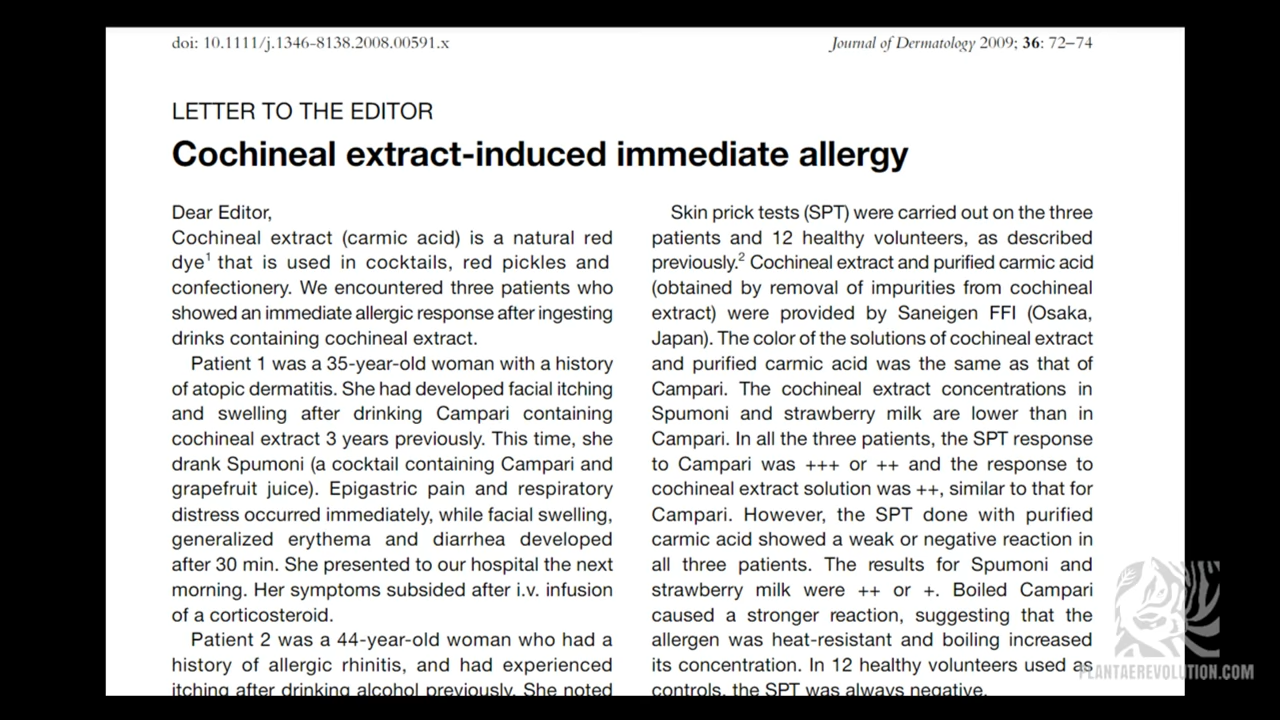 doi: 10.1111/j.1346-8138.2008.00591.x
Journal of Dermatology 2009; 36: 72–74
LETTER TO THE EDITOR
Cochineal extract-induced immediate allergy
Dear Editor,
Cochineal extract (carmic acid) is a natural red
dye1 that is used in cocktails, red pickles and
confectionery. We encountered three patients who
showed an immediate allergic response after ingesting
drinks containing cochineal extract.
Patient 1 was a 35-year-old woman with a history
of atopic dermatitis. She had developed facial itching
and swelling after drinking Campari containing
cochineal extract 3 years previously. This time, she
drank Spumoni (a cocktail containing Campari and
grapefruit juice). Epigastric pain and respiratory
distress occurred immediately, while facial swelling,
generalized erythema and diarrhea developed
after 30 min. She presented to our hospital the next
morning. Her symptoms subsided after i.v. infusion
of a corticosteroid.
Patient 2 was a 44-year-old woman who had a
history of allergic rhinitis, and had experienced
itching after drinking alcohol previously. She noted
Skin prick tests (SPT) were carried out on the three
patients and 12 healthy volunteers, as described
previously.2 Cochineal extract and purified carmic acid
(obtained by removal of impurities from cochineal
extract) were provided by Saneigen FFI (Osaka,
Japan). The color of the solutions of cochineal extract
and purified carmic acid was the same as that of
Campari. The cochineal extract concentrations in
Spumoni and strawberry milk are lower than in
Campari. In all the three patients, the SPT response
to Campari was +++ or ++ and the response to
cochineal extract solution was ++, similar to that for
Campari. However, the SPT done with purified
carmic acid showed a weak or negative reaction in
all three patients. The results for Spumoni and
strawberry milk were ++ or +. Boiled Campari
caused a stronger reaction, suggesting that the
allergen was heat-resistant and boiling increased
its concentration. In 12 healthy volunteers used as
controls, the SPT was always negative.
PLANTAEREVOLUTION.COM